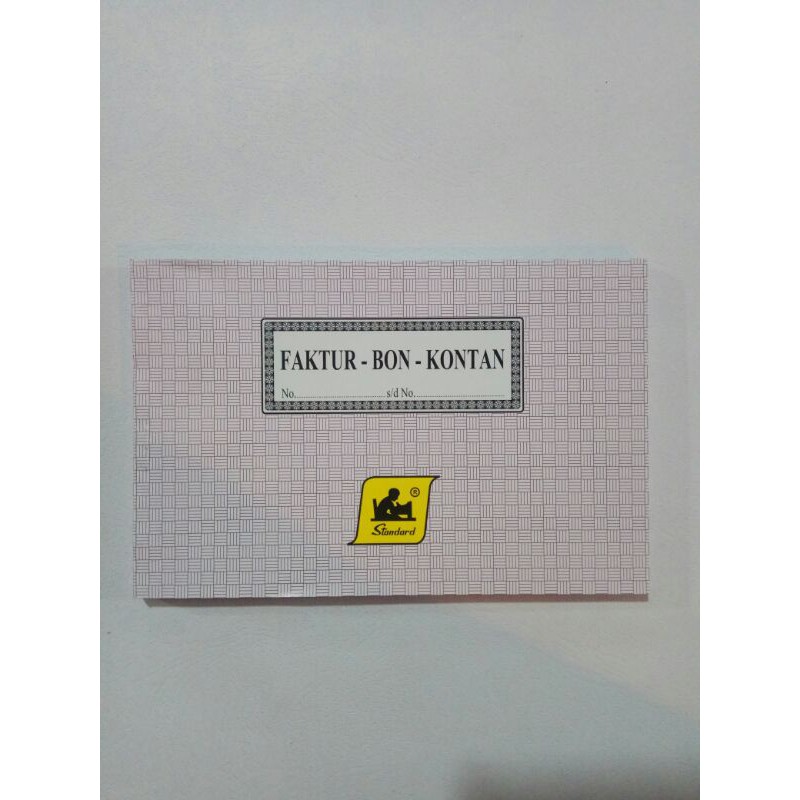 FAKTUR - BON - KONTAN
No.............................s/d No.............................
®
Standard